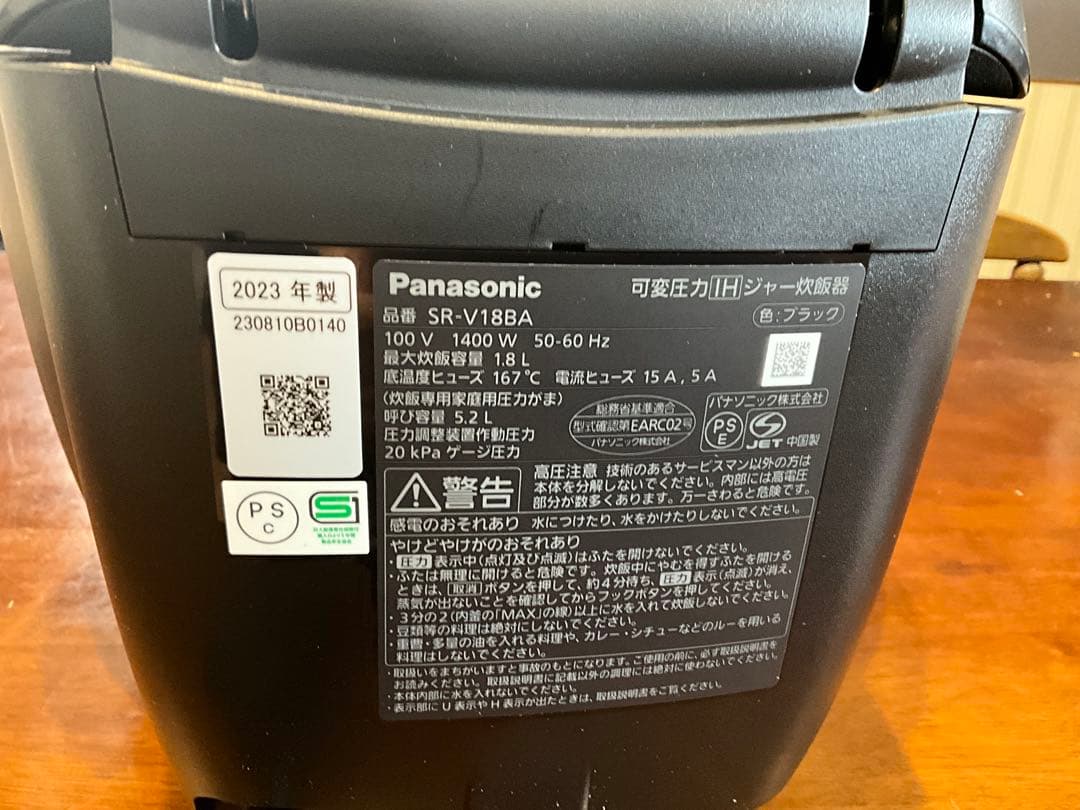 2023 年製
230810B0140
PS
C
S
Panasonic
可変圧力IHジャー炊飯器
品番 SR-V18BA
色:ブラック
100 V 1400 W 50-60 Hz
最大炊飯容量 1.8 L
底温度ヒューズ 167℃ 電流ヒューズ 15 A , 5 A
(炊飯専用家庭用圧力がま)
呼び容量 5.2 L
圧力調整装置作動圧力
20 kPa ゲージ圧力
総務省基準適合
型式確認第EARC02号
パナソニック株式会社
パナソニック株式会社
PS
E
JET 中国製
警告
高圧注意 技術のあるサービスマン以外の方は
本体を分解しないでください。内部には高電圧
部分が数多くあります。万一さわると危険です。
感電のおそれあり 水につけたり、水をかけたりしないでください。
やけどやけがのおそれあり
・圧力表示中(点灯及び点滅)はふたを開けないでください。
・ふたは無理に開けると危険です。炊飯中にやむを得ずふたを開ける
ときは、取消ボタンを押して、約4分待ち、圧力表示(点滅)が消え、
蒸気が出ないことを確認してからフックボタンを押してください。
・3分の2(内釜の「MAX」の線)以上に水を入れて炊飯しないでください。
・豆類等の料理は絶対にしないでください。
・重曹・多量の油を入れる料理や、カレー・シチューなどのルーを用いる
料理はしないでください。
・取扱いをまちがいますと事故のもとになります。ご使用の前に、必ず取扱説明書を
お読みください。取扱説明書に記載以外の調理には絶対に使わないでください。
・本体内部に水を入れないでください。
・表示部にU表示やH表示が出たときは、取扱説明書をご覧ください。